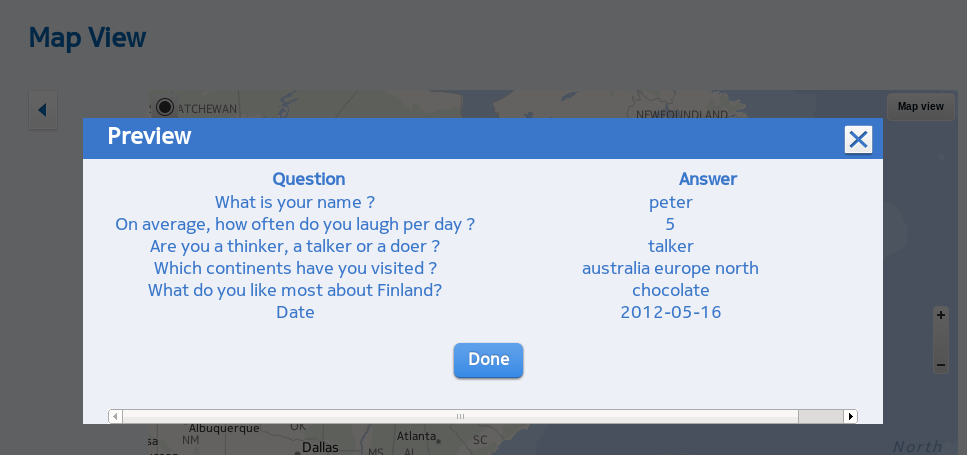 Map View
ATCHEWAN
NEWFOUNDLAND
Map view
Preview
Question Answer
What is your name ? peter
On average, how often do you laugh per day ? 5
Are you a thinker, a talker or a doer ? talker
Which continents have you visited ? australia europe north
What do you like most about Finland? chocolate
Date 2012-05-16
+
Done
−
Albuquerque OK
sa NM Atlanta SC
Dallas MS AL North